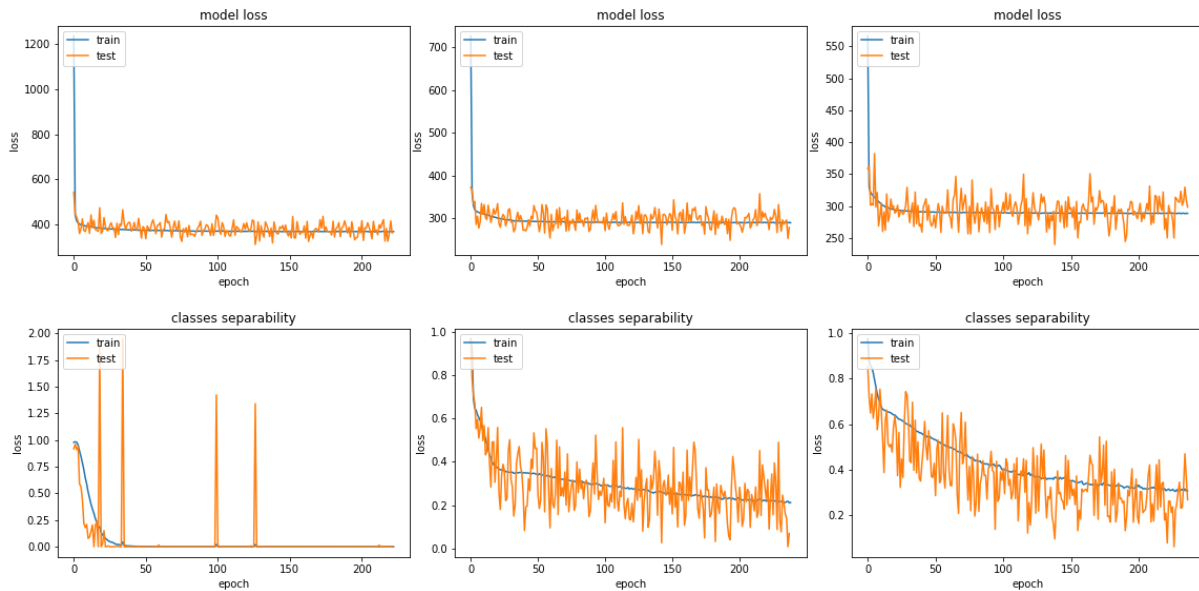 model loss
1200
1000
800
600
400
loss
0
50
100
150
200
epoch
train
test
model loss
700
600
500
400
300
loss
0
50
100
150
200
epoch
train
test
model loss
550
500
450
400
350
300
250
loss
0
50
100
150
200
epoch
train
test
classes separability
2.00
1.75
1.50
1.25
1.00
0.75
0.50
0.25
0.00
loss
0
50
100
150
200
epoch
train
test
classes separability
1.0
0.8
0.6
0.4
0.2
0.0
loss
0
50
100
150
200
epoch
train
test
classes separability
1.0
0.8
0.6
0.4
0.2
loss
0
50
100
150
200
epoch
train
test